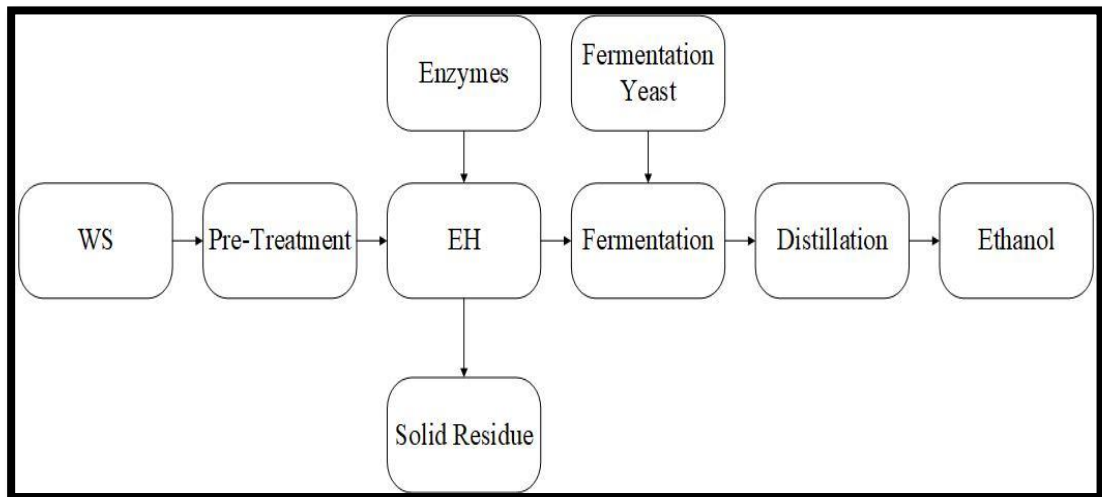 Enzymes
Fermentation
Yeast
WS
Pre-Treatment
EH
Fermentation
Distillation
Ethanol
Solid Residue